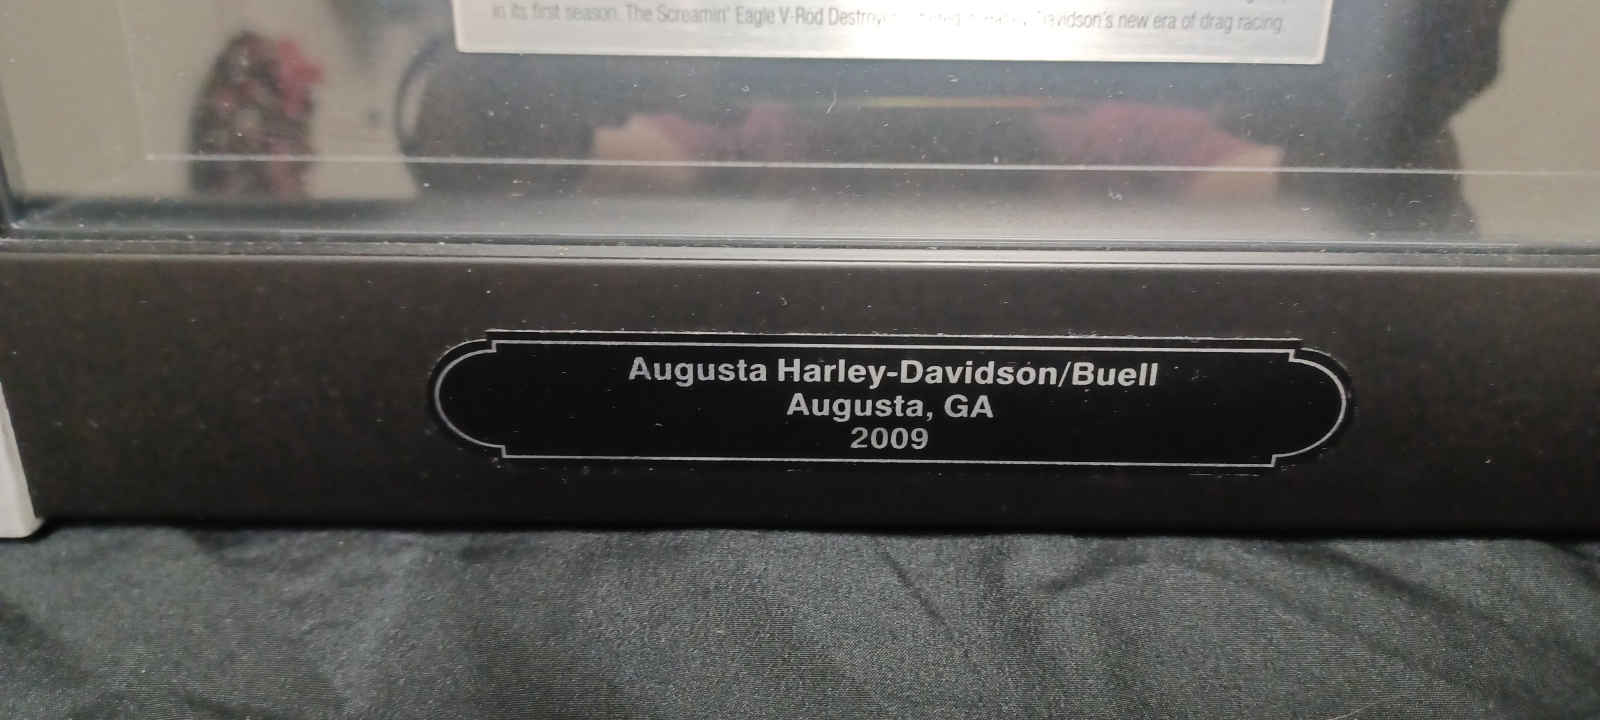 in its first season. The Screamin' Eagle V-Rod Davidson's new era of drag racing.
Augusta Harley-Davidson/Buell
Augusta, GA
2009